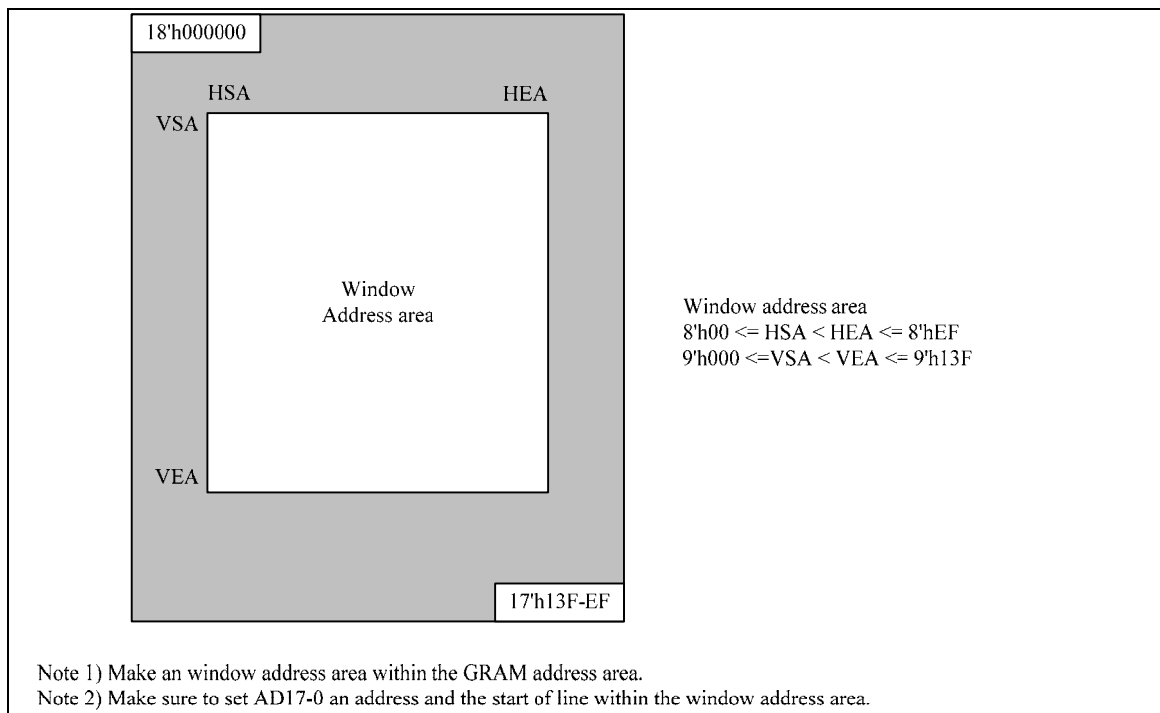 18'h000000
HSA HEA
VSA
Window
Address area
Window address area
8'h00 <= HSA < HEA <= 8'hEF
9'h000 <=VSA < VEA <= 9'h13F
VEA
17'h13F-EF
Note 1) Make an window address area within the GRAM address area.
Note 2) Make sure to set AD17-0 an address and the start of line within the window address area.